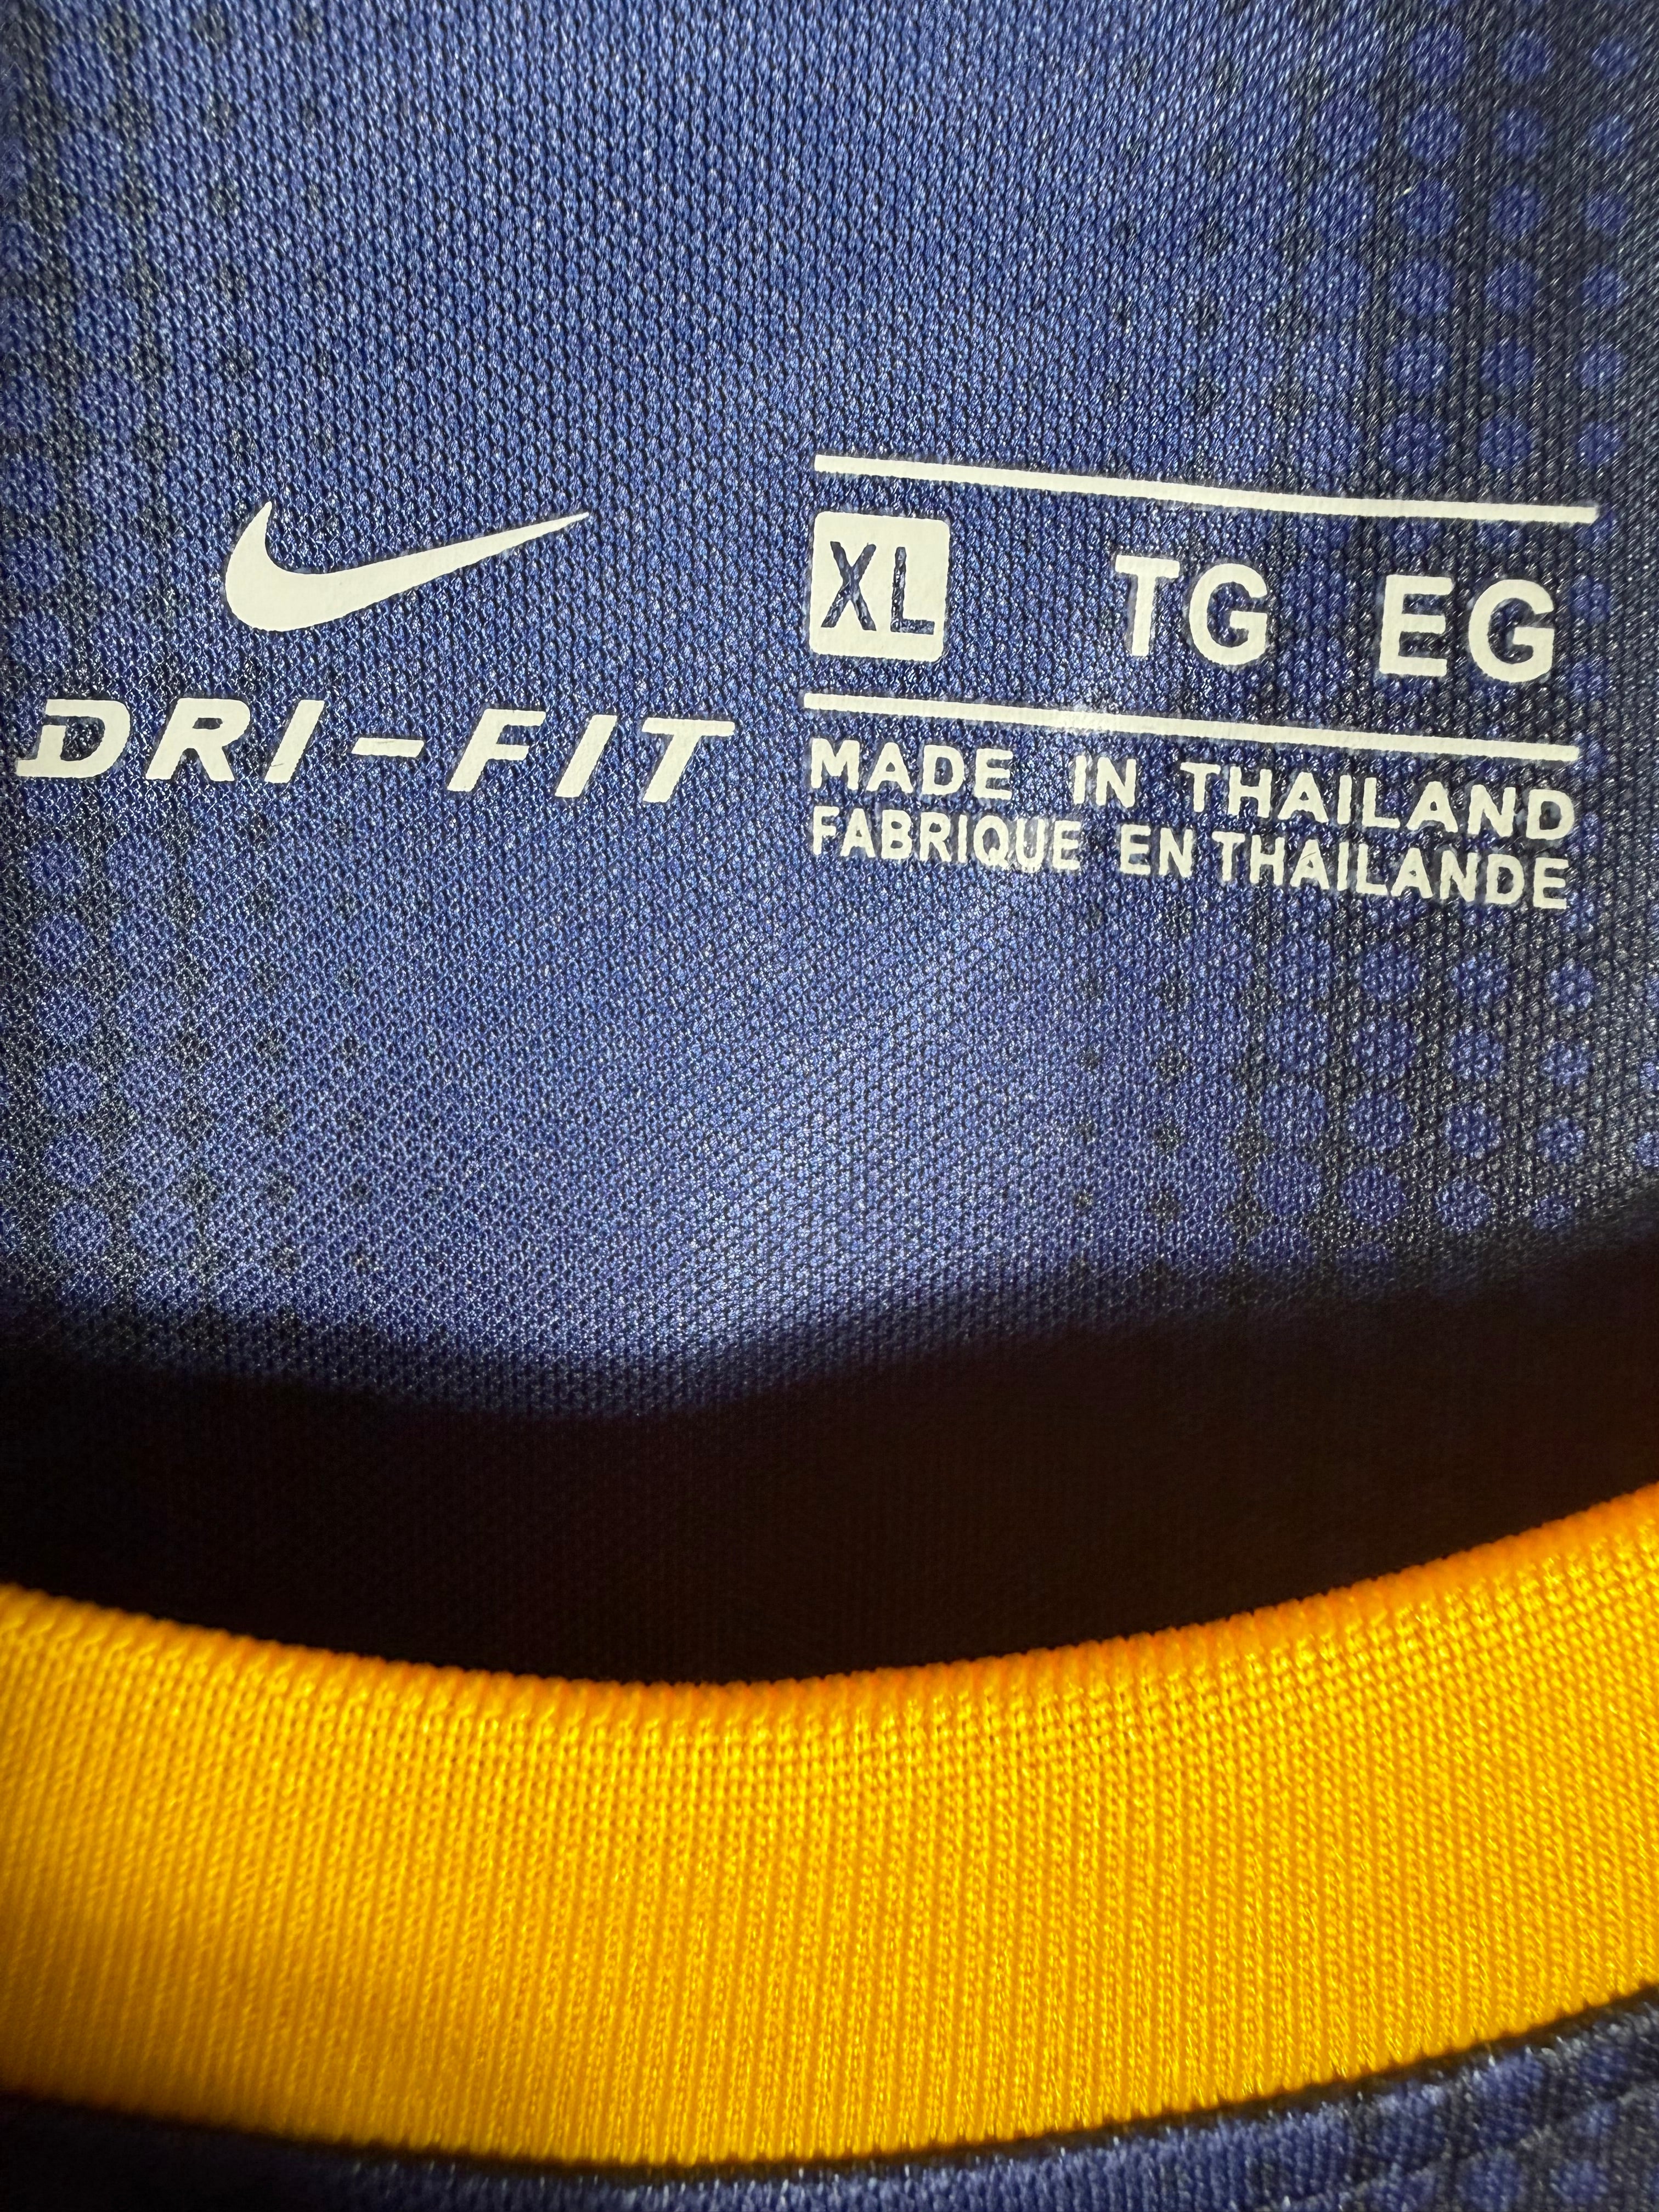 DRI-FIT
XL TG EG
MADE IN THAILAND
FABRIQUE EN THAILANDE